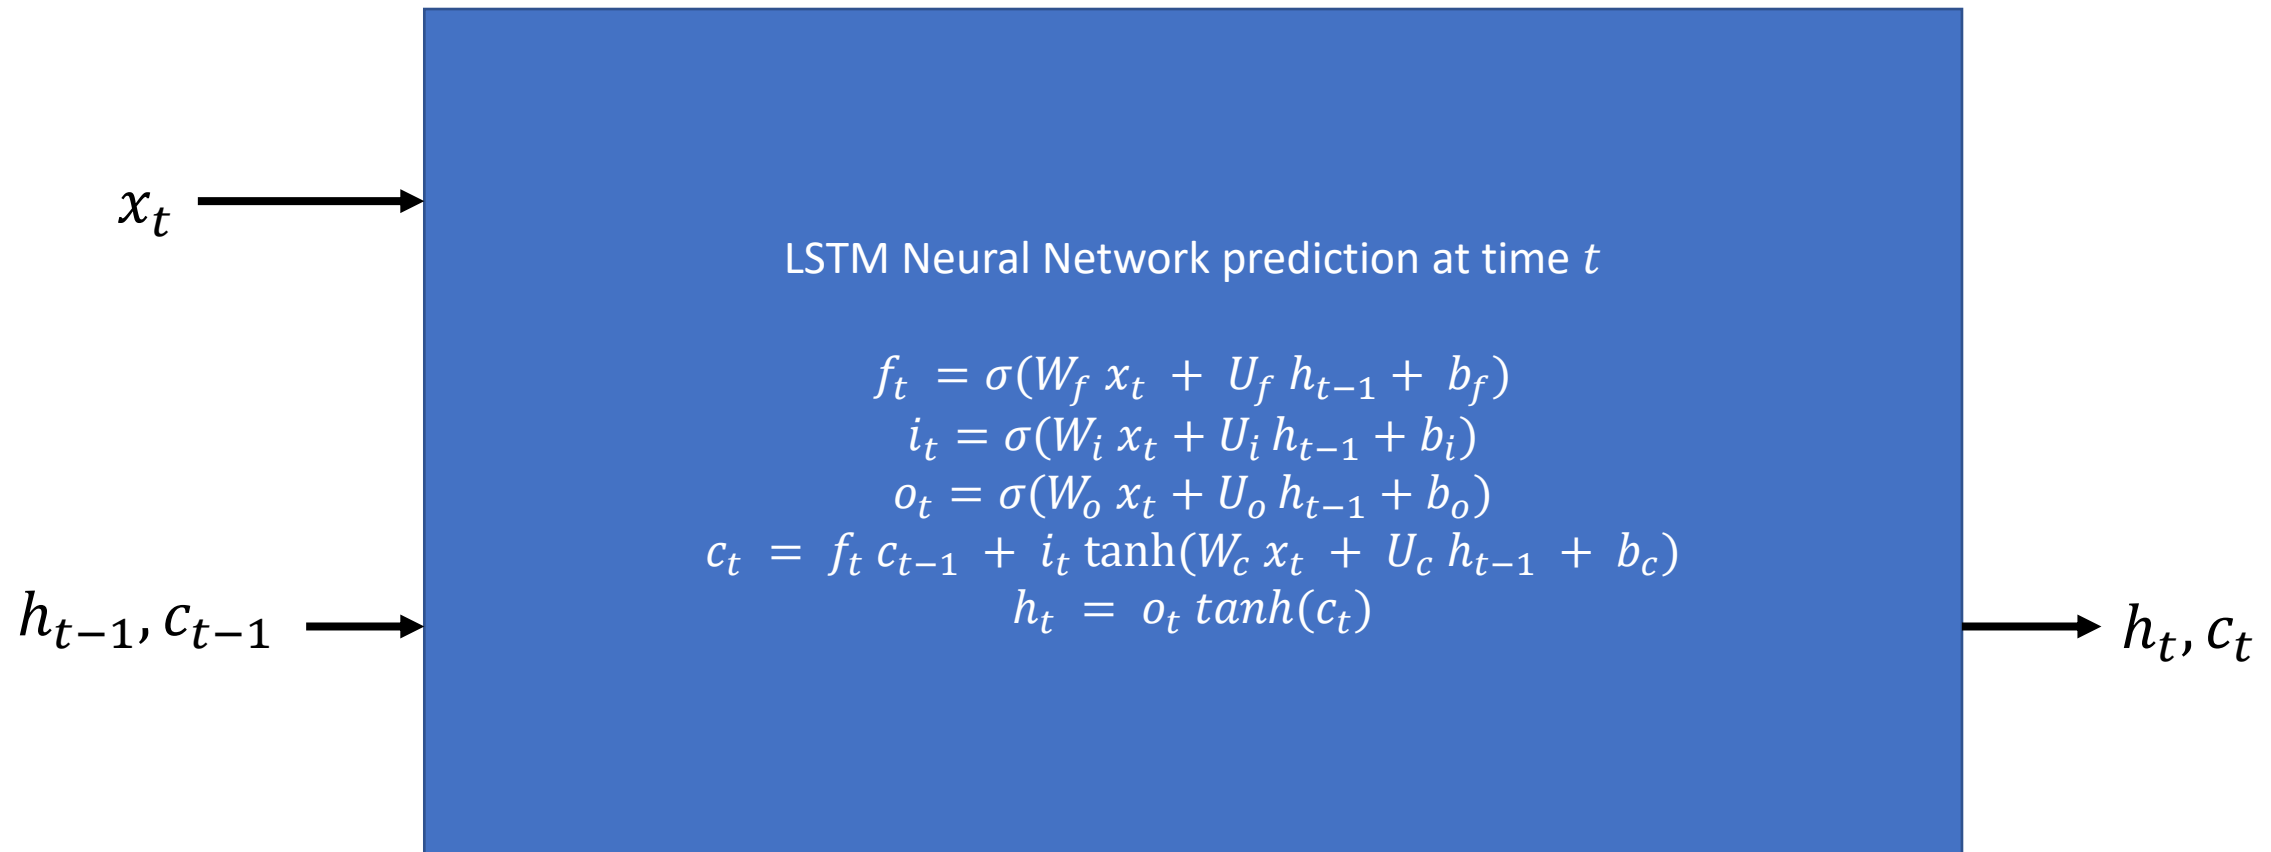 x_t
LSTM Neural Network prediction at time t
f_t = σ(W_f x_t + U_f h_{t−1} + b_f)
i_t = σ(W_i x_t + U_i h_{t−1} + b_i)
o_t = σ(W_o x_t + U_o h_{t−1} + b_o)
c_t = f_t c_{t−1} + i_t tanh(W_c x_t + U_c h_{t−1} + b_c)
h_t = o_t tanh(c_t)
h_{t−1}, c_{t−1}
h_t, c_t